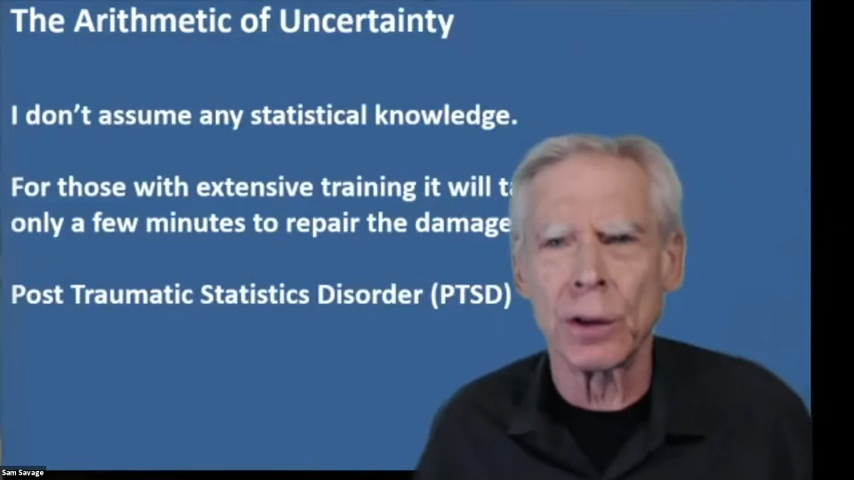 The Arithmetic of Uncertainty
I don’t assume any statistical knowledge.
For those with extensive training it will
only a few minutes to repair the damage
Post Traumatic Statistics Disorder (PTSD)
Sam Savage